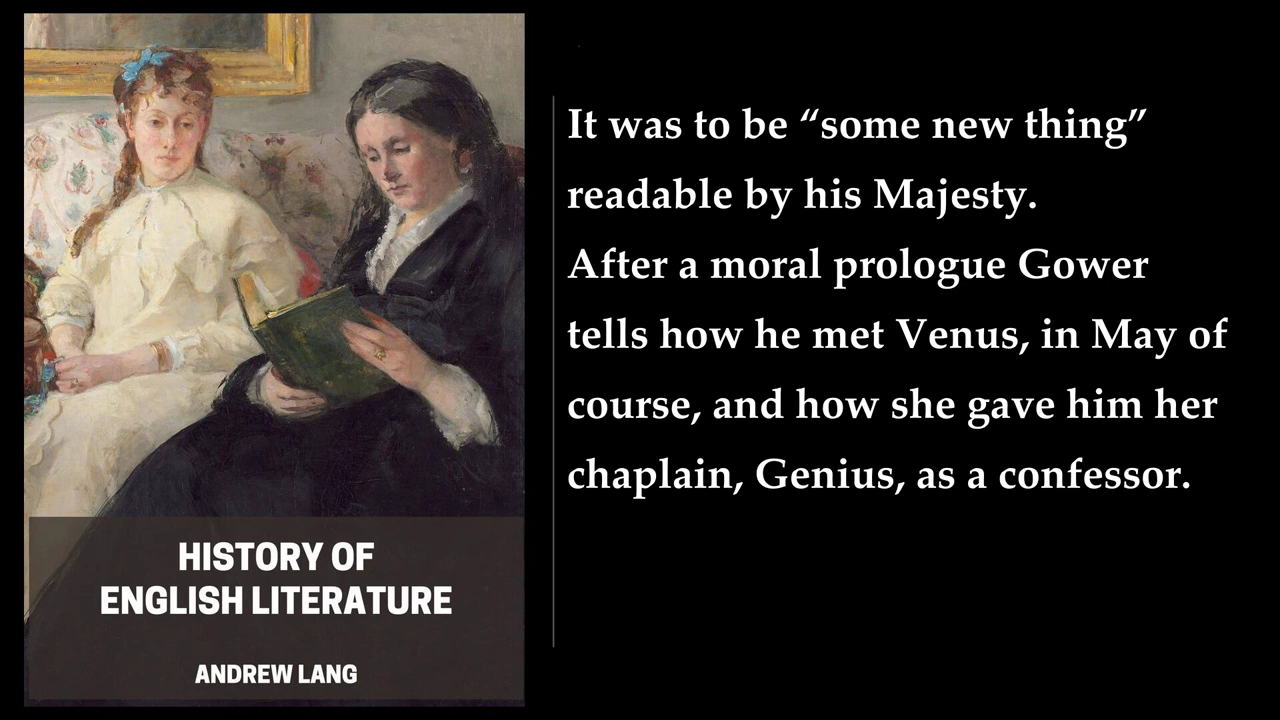 It was to be “some new thing”
readable by his Majesty.
After a moral prologue Gower
tells how he met Venus, in May of
course, and how she gave him her
chaplain, Genius, as a confessor.
HISTORY OF
ENGLISH LITERATURE
ANDREW LANG